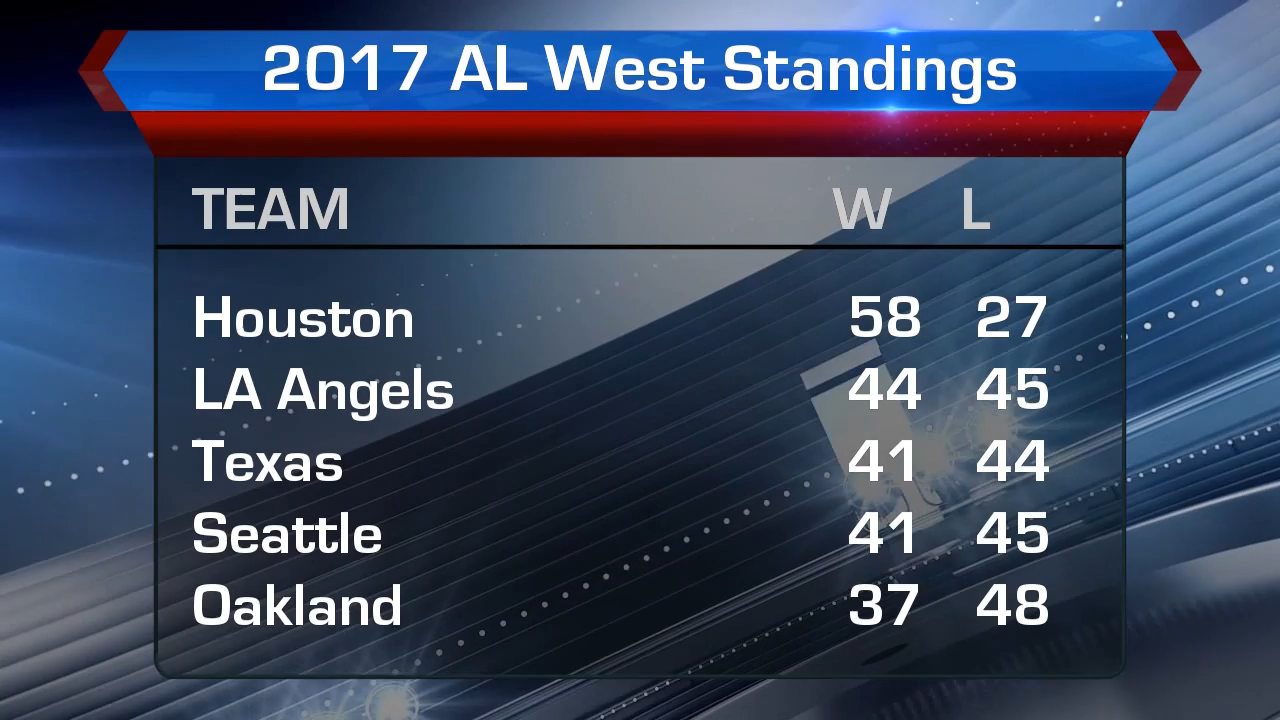 2017 AL West Standings
TEAM W L
Houston 58 27
LA Angels 44 45
Texas 41 44
Seattle 41 45
Oakland 37 48